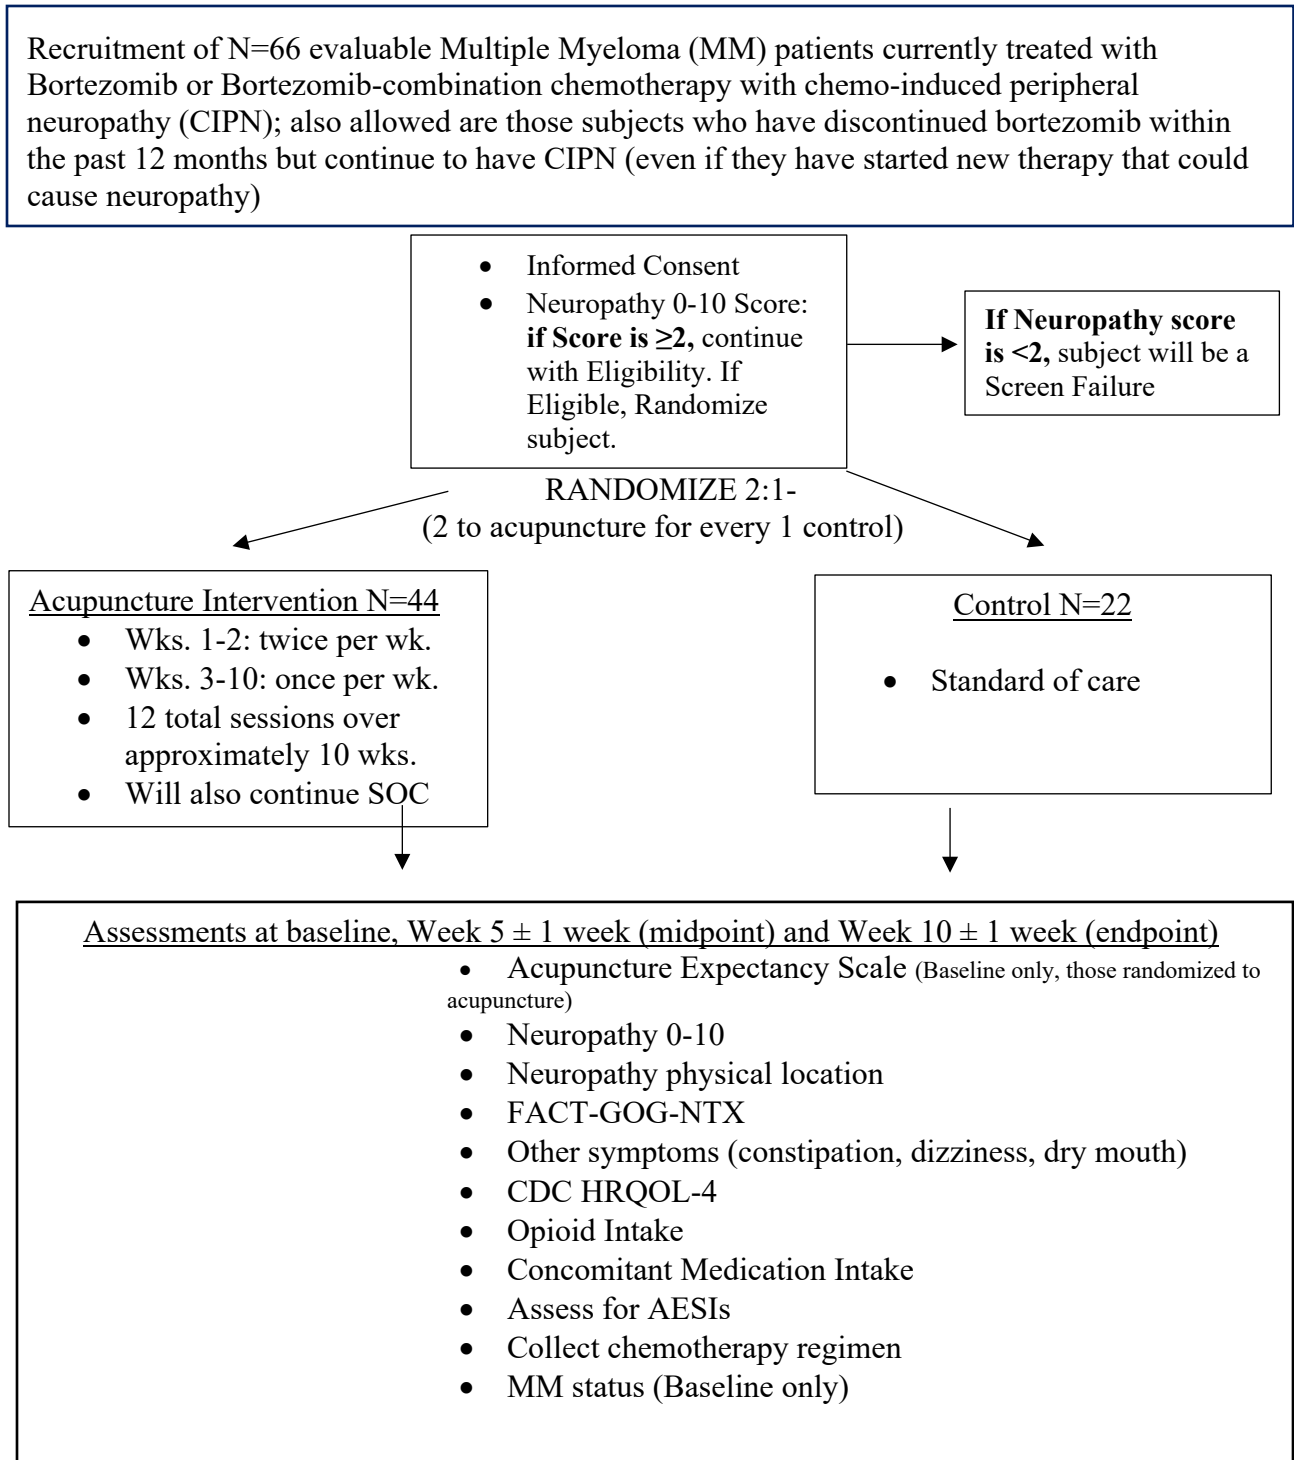 Recruitment of N=66 evaluable Multiple Myeloma (MM) patients currently treated with
Bortezomib or Bortezomib-combination chemotherapy with chemo-induced peripheral
neuropathy (CIPN); also allowed are those subjects who have discontinued bortezomib within
the past 12 months but continue to have CIPN (even if they have started new therapy that could
cause neuropathy)
• Informed Consent
• Neuropathy 0-10 Score:
if Score is ≥2, continue
with Eligibility. If
Eligible, Randomize
subject.
If Neuropathy score
is <2, subject will be a
Screen Failure
RANDOMIZE 2:1-
(2 to acupuncture for every 1 control)
Acupuncture Intervention N=44
• Wks. 1-2: twice per wk.
• Wks. 3-10: once per wk.
• 12 total sessions over
approximately 10 wks.
• Will also continue SOC
Control N=22
• Standard of care
Assessments at baseline, Week 5 ± 1 week (midpoint) and Week 10 ± 1 week (endpoint)
• Acupuncture Expectancy Scale (Baseline only, those randomized to
acupuncture)
• Neuropathy 0-10
• Neuropathy physical location
• FACT-GOG-NTX
• Other symptoms (constipation, dizziness, dry mouth)
• CDC HRQOL-4
• Opioid Intake
• Concomitant Medication Intake
• Assess for AESIs
• Collect chemotherapy regimen
• MM status (Baseline only)